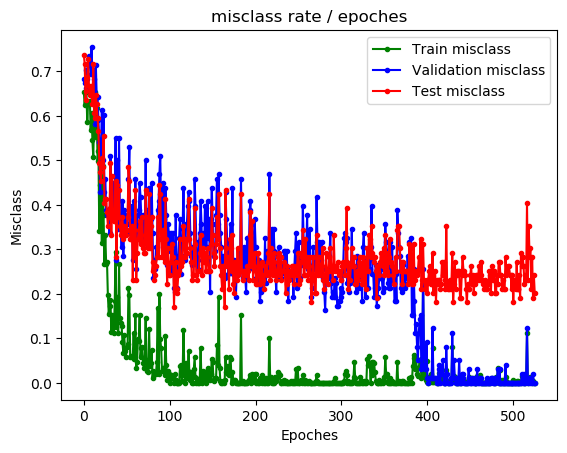 misclass rate / epoches
Train misclass
Validation misclass
Test misclass
Misclass
0.7
0.6
0.5
0.4
0.3
0.2
0.1
0.0
0 100 200 300 400 500
Epoches